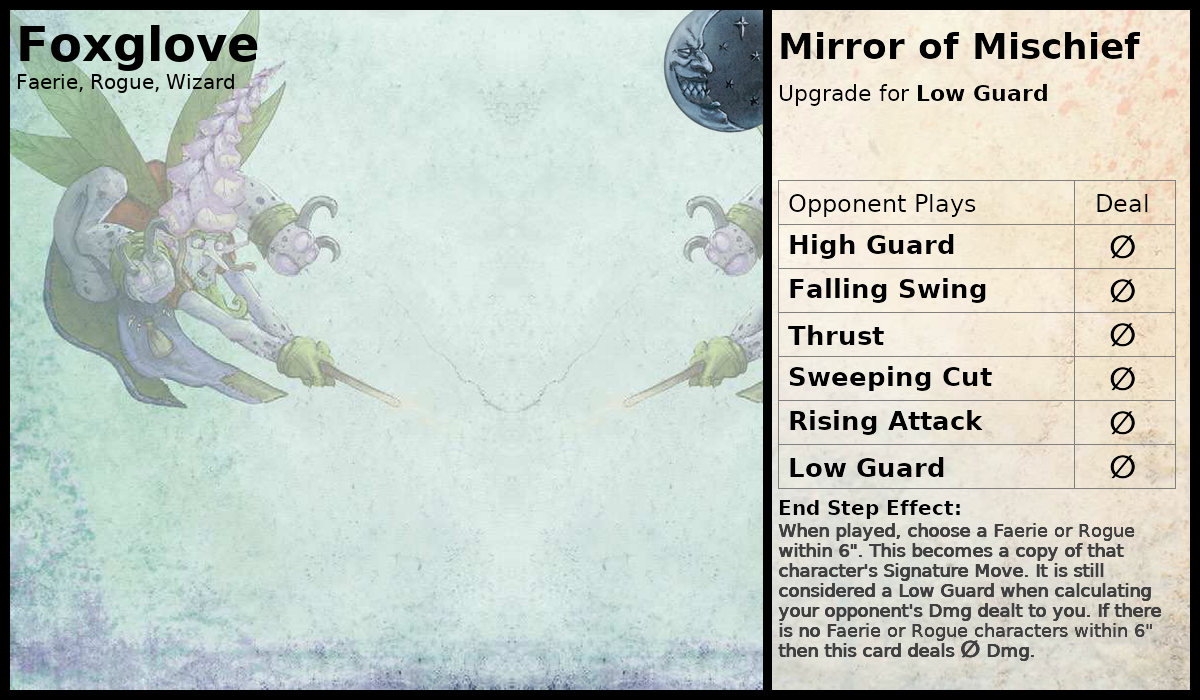 Foxglove
Faerie, Rogue, Wizard
Mirror of Mischief
Upgrade for Low Guard
Opponent Plays Deal
High Guard ∅
Falling Swing ∅
Thrust ∅
Sweeping Cut ∅
Rising Attack ∅
Low Guard ∅
End Step Effect:
When played, choose a Faerie or Rogue
within 6". This becomes a copy of that
character's Signature Move. It is still
considered a Low Guard when calculating
your opponent's Dmg dealt to you. If there
is no Faerie or Rogue characters within 6"
then this card deals ∅ Dmg.